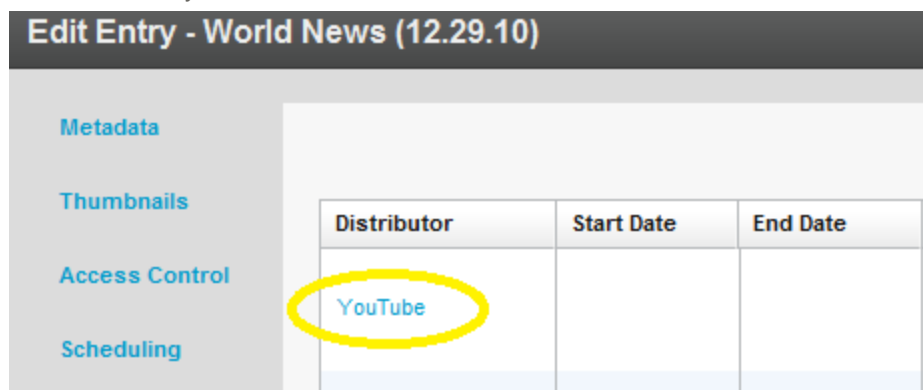 Edit Entry - World News (12.29.10)
Metadata
Thumbnails
Access Control
Scheduling
Distributor Start Date End Date
YouTube